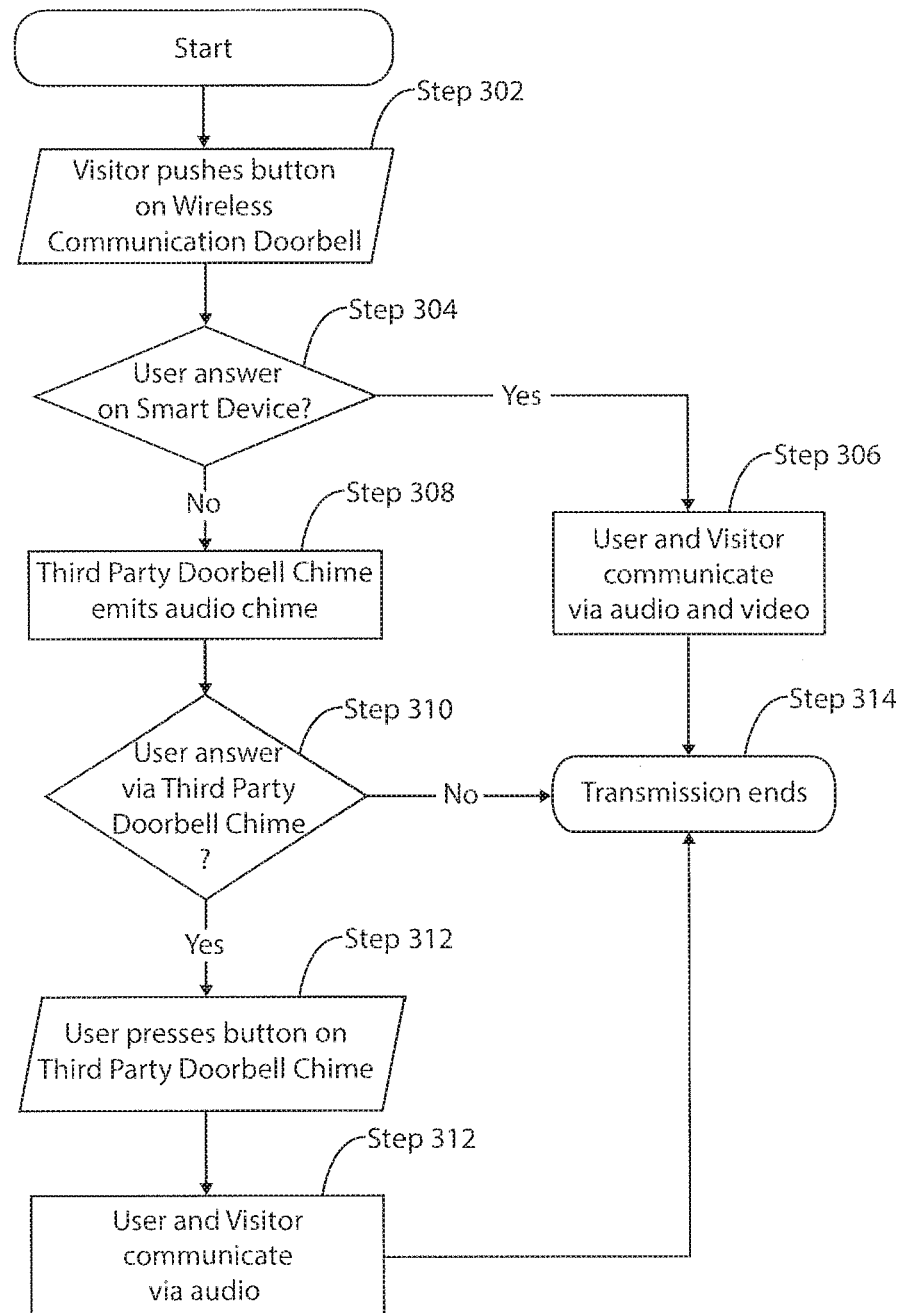 Start
Step 302
Visitor pushes button
on Wireless
Communication Doorbell
Step 304
User answer
on Smart Device?
Yes
No
Step 306
User and Visitor
communicate
via audio and video
Step 308
Third Party Doorbell Chime
emits audio chime
Step 310
User answer
via Third Party
Doorbell Chime
?
No
Step 314
Transmission ends
Yes
Step 312
User presses button on
Third Party Doorbell Chime
Step 312
User and Visitor
communicate
via audio